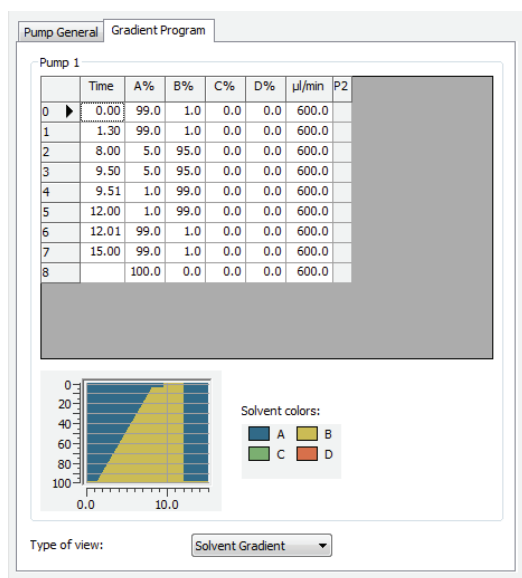 Pump General Gradient Program
Pump 1
Time A% B% C% D% µl/min P2
0 0.00 99.0 1.0 0.0 0.0 600.0
1 1.30 99.0 1.0 0.0 0.0 600.0
2 8.00 5.0 95.0 0.0 0.0 600.0
3 9.50 5.0 95.0 0.0 0.0 600.0
4 9.51 1.0 99.0 0.0 0.0 600.0
5 12.00 1.0 99.0 0.0 0.0 600.0
6 12.01 99.0 1.0 0.0 0.0 600.0
7 15.00 99.0 1.0 0.0 0.0 600.0
8 100.0 0.0 0.0 0.0 600.0
0
20
40
60
80
100
0.0 10.0
Solvent colors:
A B
C D
Type of view: Solvent Gradient